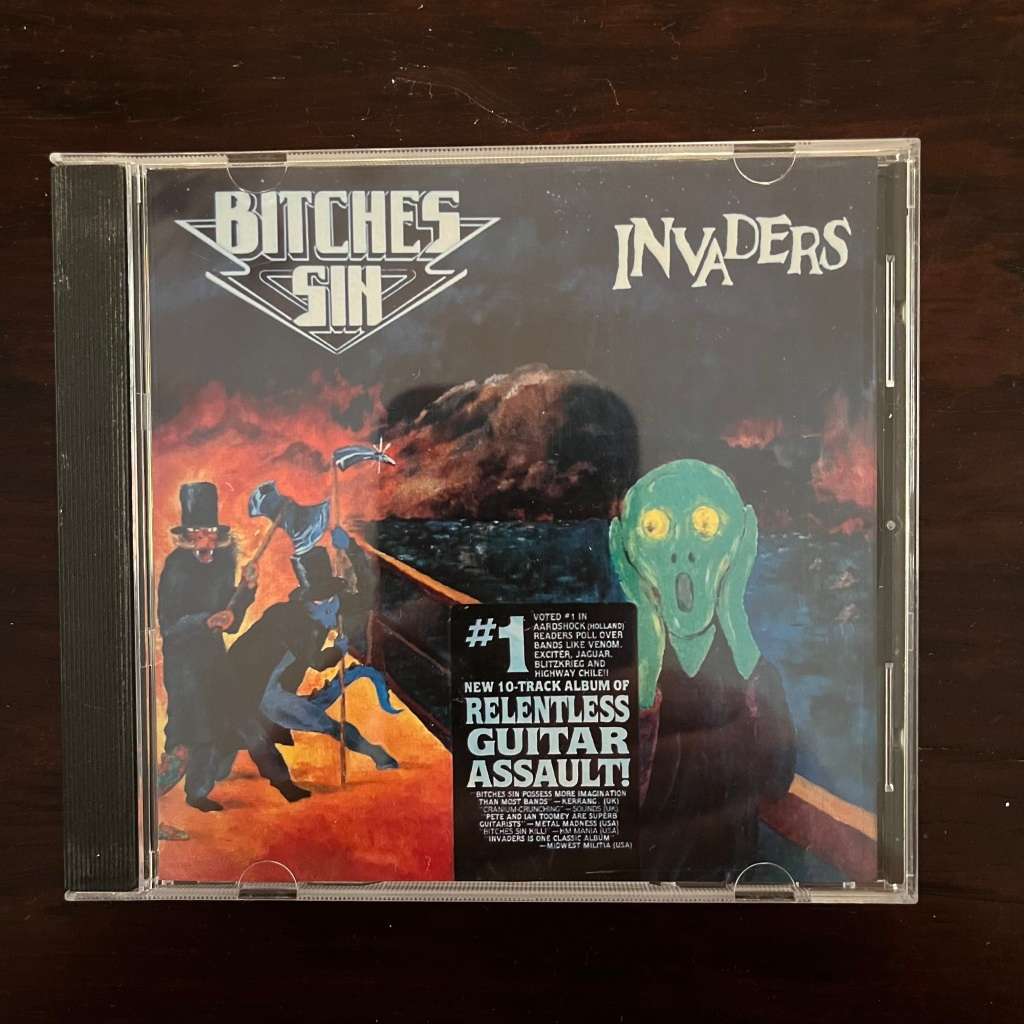 BITCHES
SIN
INVADERS
#1
VOTED #1 IN
AARDSHOCK (HOLLAND)
READERS POLL OVER
BANDS LIKE VENOM,
EXCITER, JAGUAR,
BLITZKRIEG AND
HIGHWAY CHILE!!
NEW 10-TRACK ALBUM OF
RELENTLESS
GUITAR
ASSAULT!
"BITCHES SIN POSSESS MORE IMAGINATION
THAN MOST BANDS" — KERRANG. (UK)
"CRANIUM-CRUNCHING" — SOUNDS (UK)
"PETE AND IAN TOOMEY ARE SUPERB
GUITARISTS" — METAL MADNESS (USA)
"BITCHES SIN KILL!" — HM MANIA (USA)
"INVADERS IS ONE CLASSIC ALBUM"
— MIDWEST MILITIA (USA)